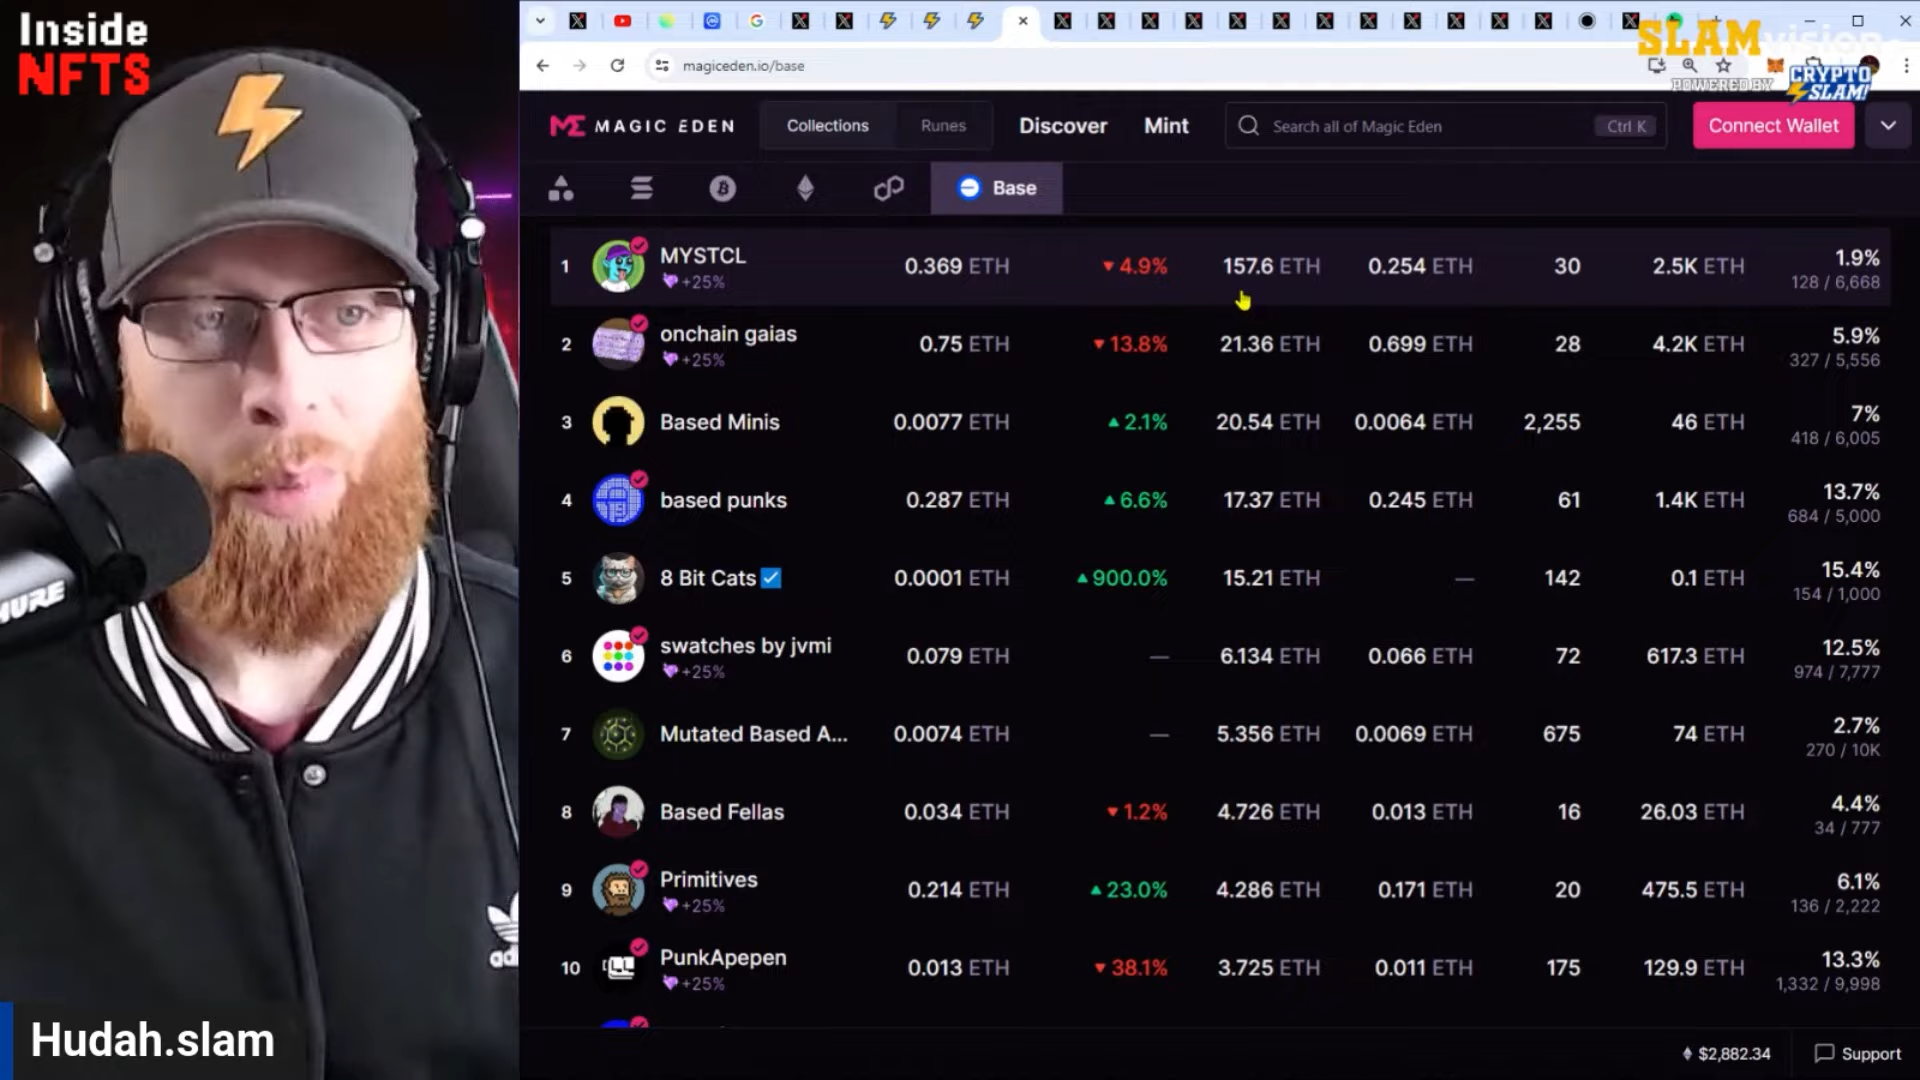 Inside
NFTS
magiceden.io/base
SLAM vision
POWERED BY
CRYPTO
SLAM!
MAGIC EDEN
Collections
Runes
Discover
Mint
Search all of Magic Eden
Ctrl K
Connect Wallet
Base
1 MYSTCL 0.369 ETH ▼4.9% 157.6 ETH 0.254 ETH 30 2.5K ETH 1.9%
+25% 128 / 6,668
2 onchain gaias 0.75 ETH ▼13.8% 21.36 ETH 0.699 ETH 28 4.2K ETH 5.9%
+25% 327 / 5,556
3 Based Minis 0.0077 ETH ▲2.1% 20.54 ETH 0.0064 ETH 2,255 46 ETH 7%
418 / 6,005
4 based punks 0.287 ETH ▲6.6% 17.37 ETH 0.245 ETH 61 1.4K ETH 13.7%
684 / 5,000
5 8 Bit Cats 0.0001 ETH ▲900.0% 15.21 ETH — 142 0.1 ETH 15.4%
154 / 1,000
6 swatches by jvmi 0.079 ETH — 6.134 ETH 0.066 ETH 72 617.3 ETH 12.5%
+25% 974 / 7,777
7 Mutated Based A... 0.0074 ETH — 5.356 ETH 0.0069 ETH 675 74 ETH 2.7%
270 / 10K
8 Based Fellas 0.034 ETH ▼1.2% 4.726 ETH 0.013 ETH 16 26.03 ETH 4.4%
34 / 777
9 Primitives 0.214 ETH ▲23.0% 4.286 ETH 0.171 ETH 20 475.5 ETH 6.1%
+25% 136 / 2,222
10 PunkApepen 0.013 ETH ▼38.1% 3.725 ETH 0.011 ETH 175 129.9 ETH 13.3%
+25% 1,332 / 9,998
$2,882.34
Support
HURE
adi
Hudah.slam